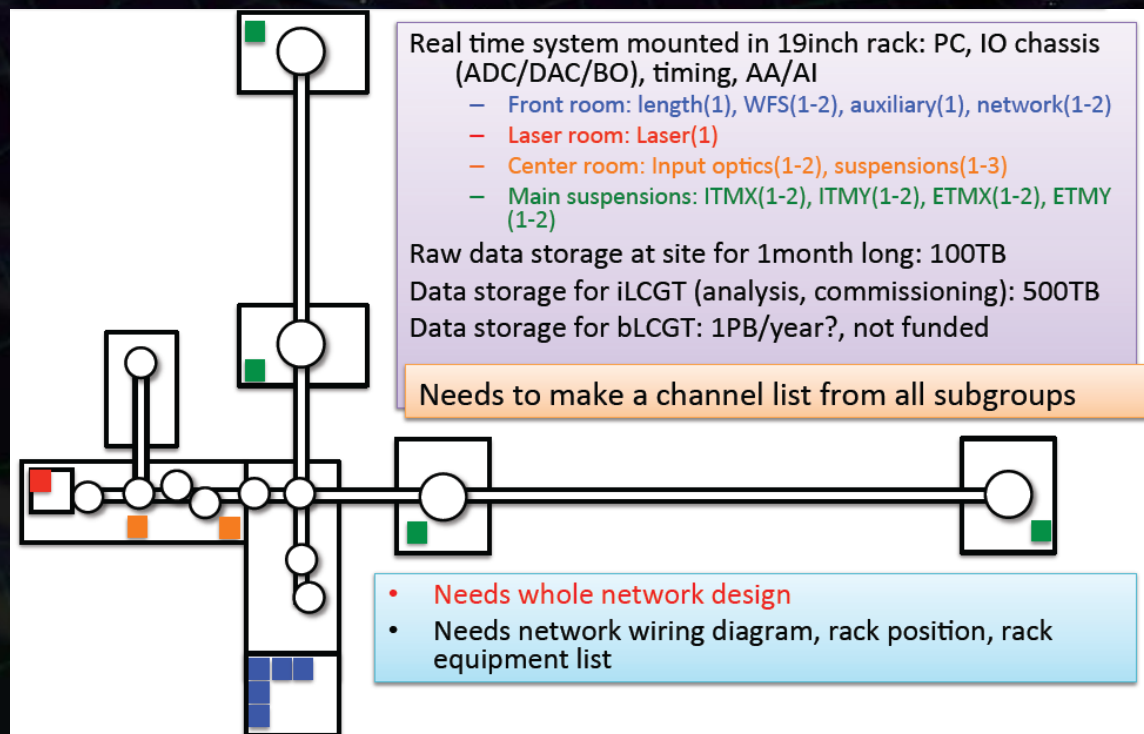 Real time system mounted in 19inch rack: PC, IO chassis
(ADC/DAC/BO), timing, AA/AI
– Front room: length(1), WFS(1-2), auxiliary(1), network(1-2)
– Laser room: Laser(1)
– Center room: Input optics(1-2), suspensions(1-3)
– Main suspensions: ITMX(1-2), ITMY(1-2), ETMX(1-2), ETMY
(1-2)
Raw data storage at site for 1month long: 100TB
Data storage for iLCGT (analysis, commissioning): 500TB
Data storage for bLCGT: 1PB/year?, not funded
Needs to make a channel list from all subgroups
• Needs whole network design
• Needs network wiring diagram, rack position, rack
equipment list